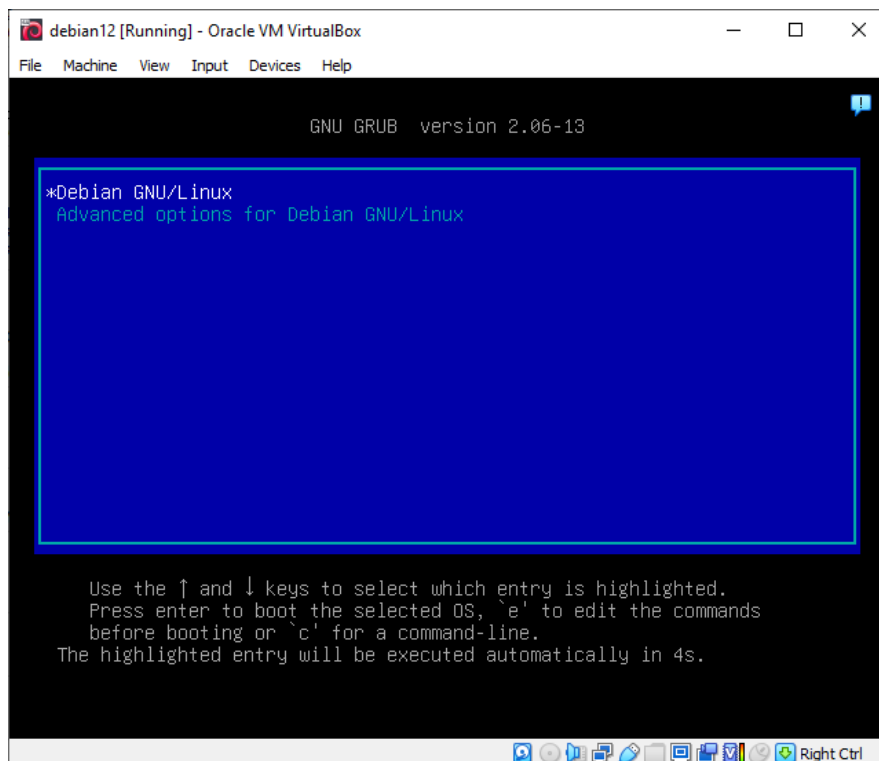 debian12 [Running] - Oracle VM VirtualBox
File Machine View Input Devices Help
GNU GRUB version 2.06-13
*Debian GNU/Linux
Advanced options for Debian GNU/Linux
Use the ↑ and ↓ keys to select which entry is highlighted.
Press enter to boot the selected OS, `e' to edit the commands
before booting or `c' for a command-line.
The highlighted entry will be executed automatically in 4s.
Right Ctrl